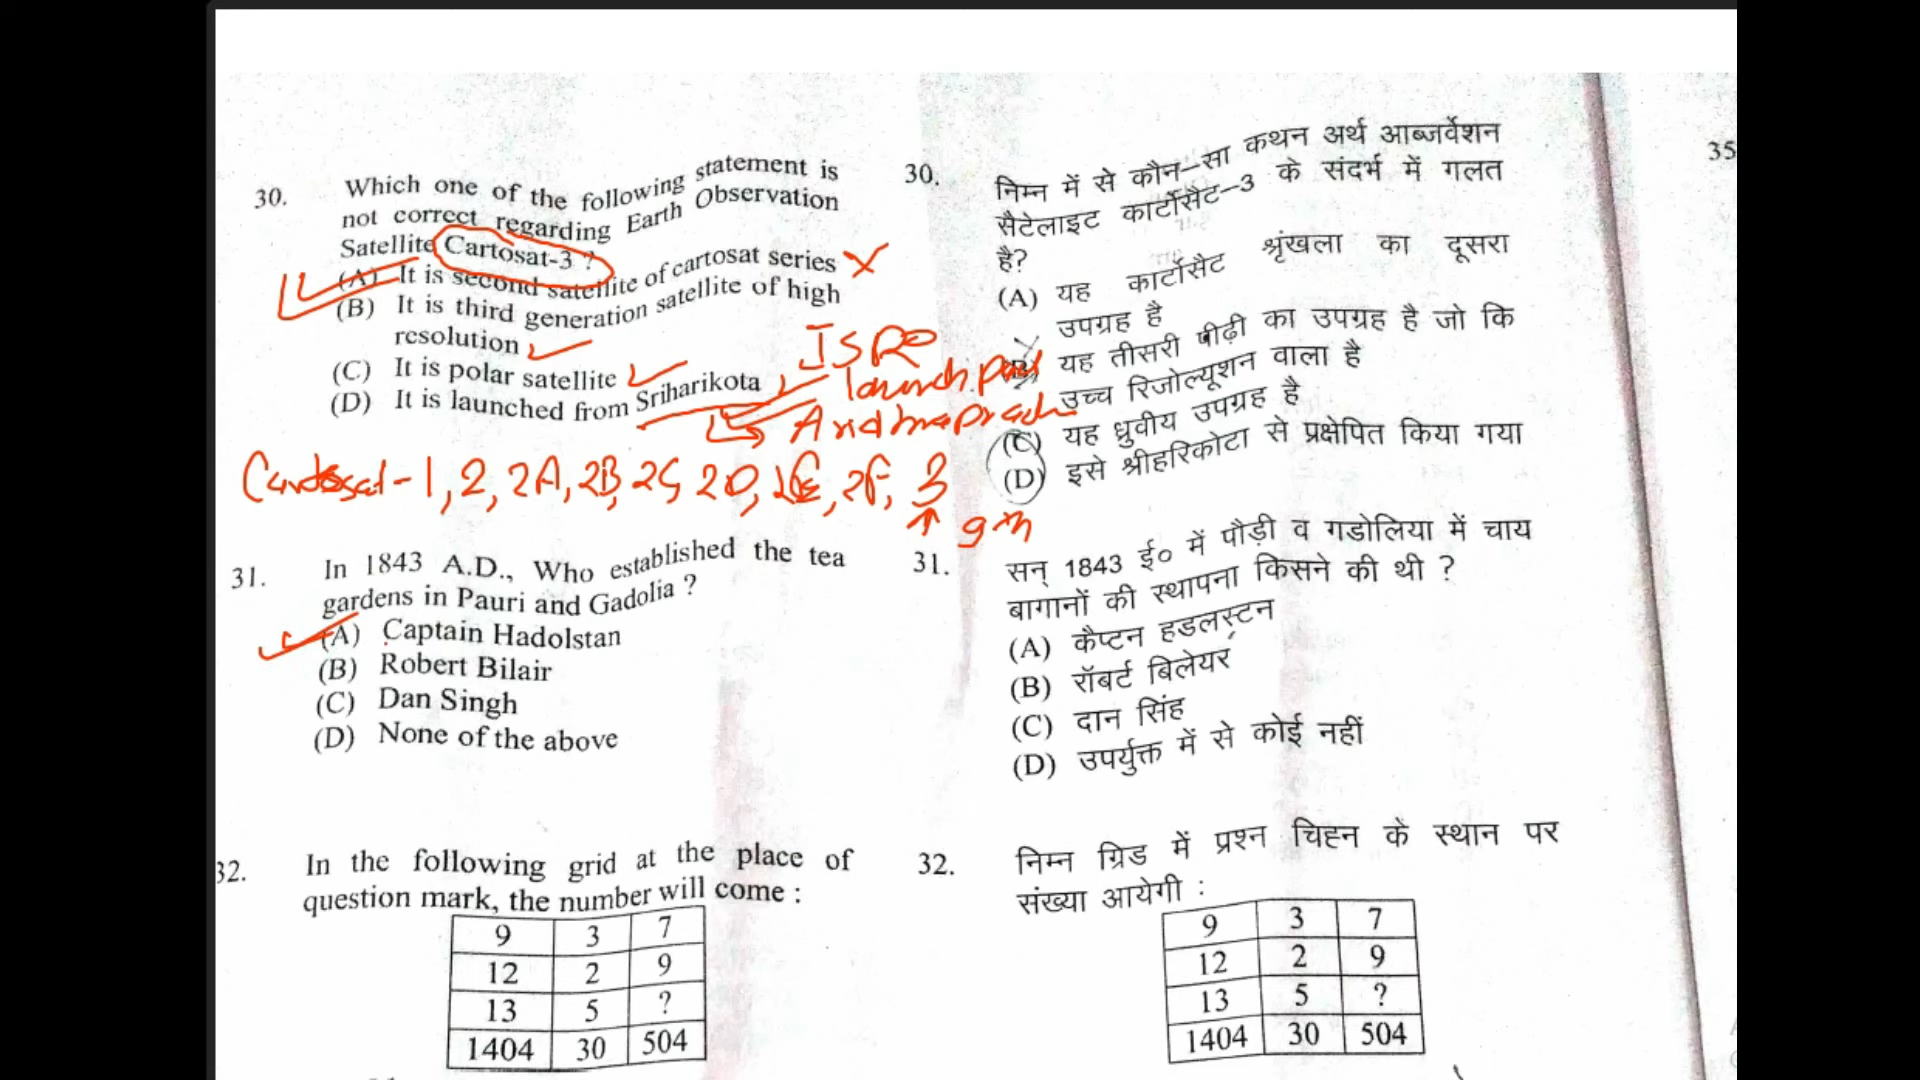 30. Which one of the following statement is
not correct regarding Earth Observation
Satellite Cartosat-3 ?
(A) It is second satellite of cartosat series
(B) It is third generation satellite of high
resolution
(C) It is polar satellite
(D) It is launched from Sriharikota
ISRO
launch pad
Cartosat-1, 2, 2A, 2B, 2C, 2D, 2E, 2F, 3
9th
31. In 1843 A.D., Who established the tea
gardens in Pauri and Gadolia ?
(A) Captain Hadolstan
(B) Robert Bilair
(C) Dan Singh
(D) None of the above
32. In the following grid at the place of
question mark, the number will come :
9 3 7
12 2 9
13 5 ?
1404 30 504
30. निम्न में से कौन–सा कथन अर्थ आब्जर्वेशन
सैटेलाइट कार्टोसैट–3 के संदर्भ में गलत
है?
(A) यह कार्टोसैट श्रृंखला का दूसरा
उपग्रह है
(B) यह तीसरी पीढ़ी का उपग्रह है जो कि
उच्च रिजोल्यूशन वाला है
(C) यह ध्रुवीय उपग्रह है
(D) इसे श्रीहरिकोटा से प्रक्षेपित किया गया
31. सन् 1843 ई० में पौड़ी व गडोलिया में चाय
बागानों की स्थापना किसने की थी ?
(A) कैप्टन हडलस्टन
(B) रॉबर्ट बिलेयर
(C) दान सिंह
(D) उपर्युक्त में से कोई नहीं
32. निम्न ग्रिड में प्रश्न चिह्न के स्थान पर
संख्या आयेगी :
9 3 7
12 2 9
13 5 ?
1404 30 504
35